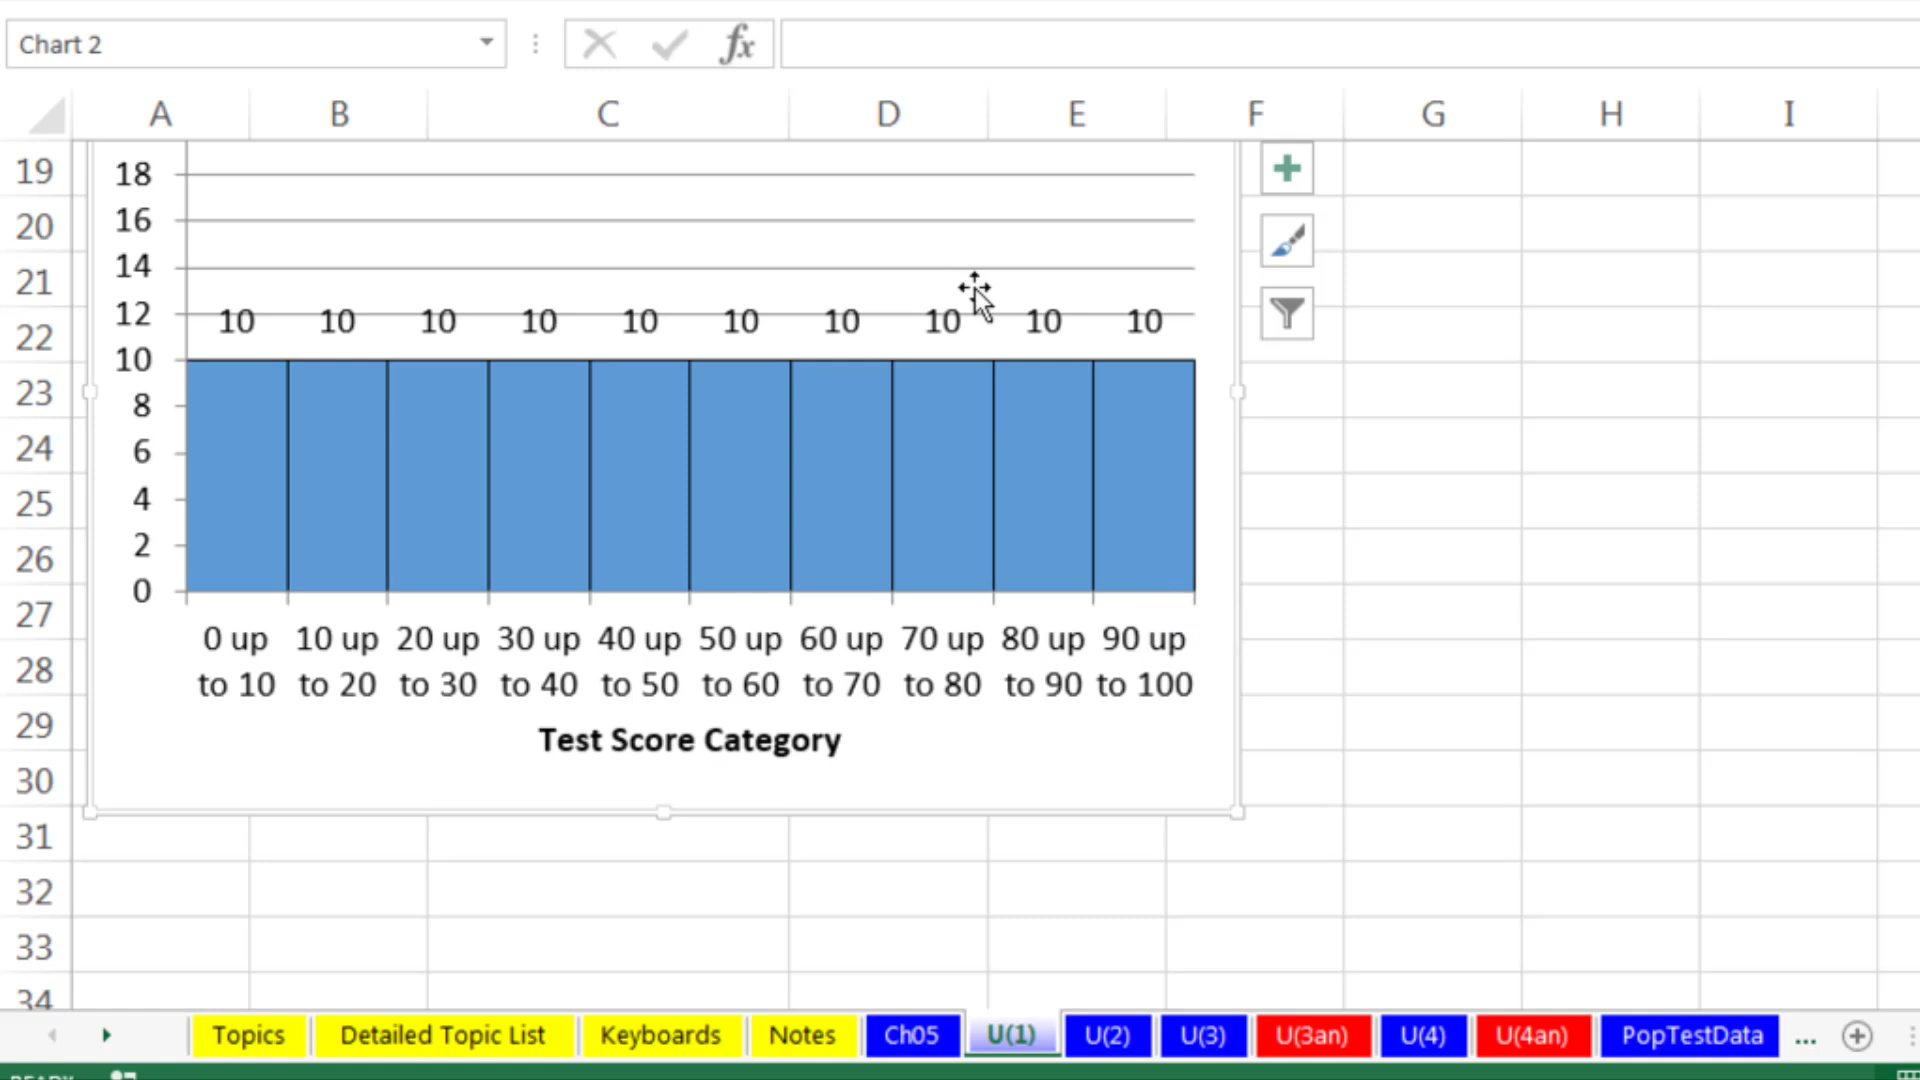 Chart 2
fx
A B C D E F G H I
19
20
21
22
23
24
25
26
27
28
29
30
31
32
33
34
18
16
14
12
10
8
6
4
2
0
10 10 10 10 10 10 10 10 10 10
0 up to 10
10 up to 20
20 up to 30
30 up to 40
40 up to 50
50 up to 60
60 up to 70
70 up to 80
80 up to 90
90 up to 100
Test Score Category
Topics Detailed Topic List Keyboards Notes Ch05 U(1) U(2) U(3) U(3an) U(4) U(4an) PopTestData ...
READY